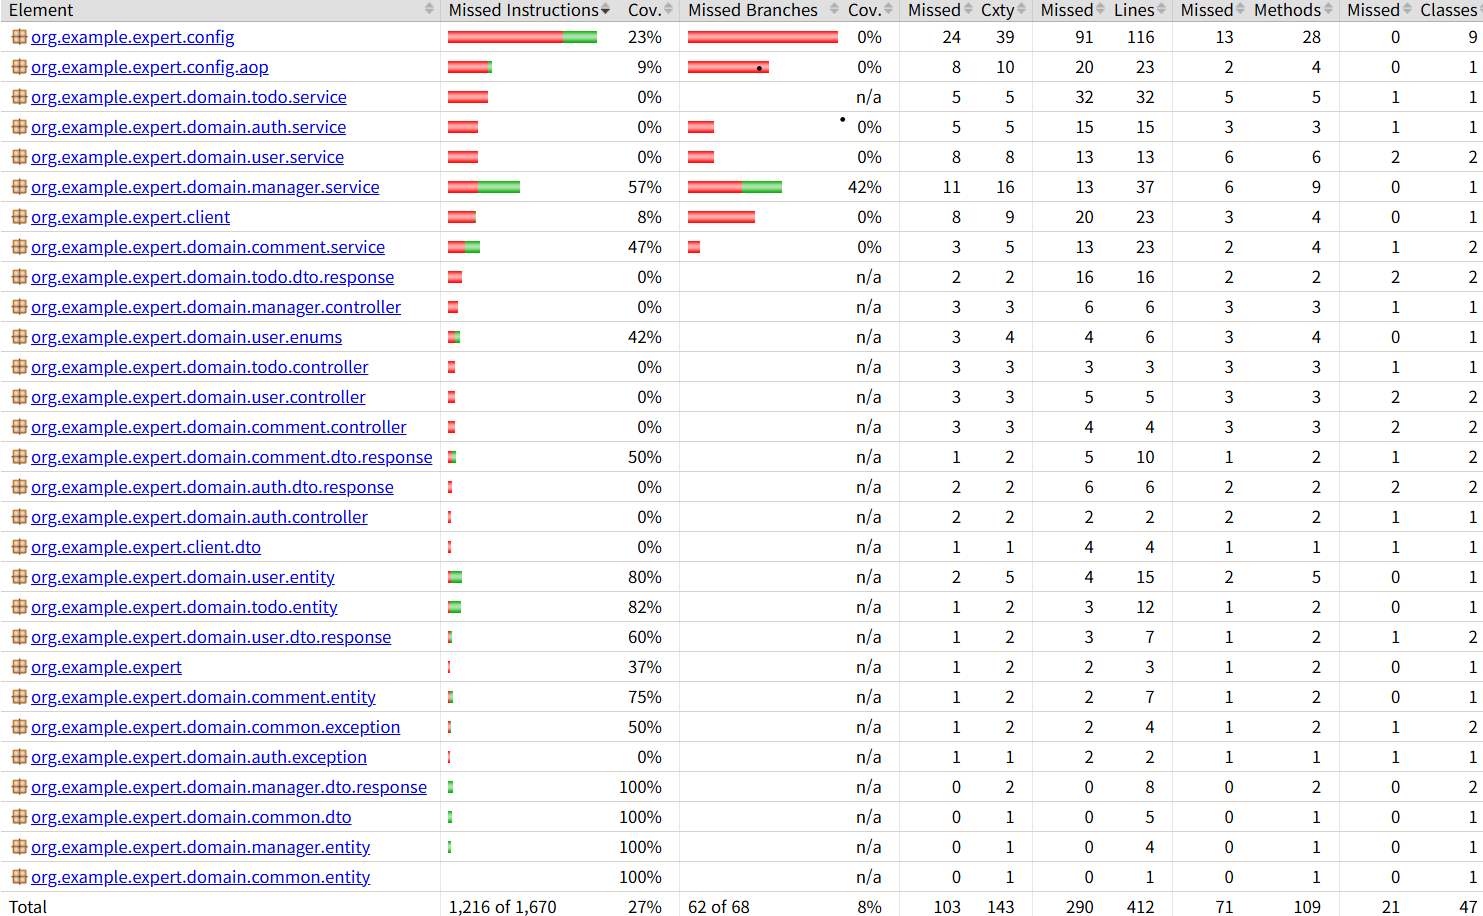 Element Missed Instructions Cov. Missed Branches Cov. Missed Cxty Missed Lines Missed Methods Missed Classes
org.example.expert.config 23% 0% 24 39 91 116 13 28 0 9
org.example.expert.config.aop 9% 0% 8 10 20 23 2 4 0 1
org.example.expert.domain.todo.service 0% n/a 5 5 32 32 5 5 1 1
org.example.expert.domain.auth.service 0% 0% 5 5 15 15 3 3 1 1
org.example.expert.domain.user.service 0% 0% 8 8 13 13 6 6 2 2
org.example.expert.domain.manager.service 57% 42% 11 16 13 37 6 9 0 1
org.example.expert.client 8% 0% 8 9 20 23 3 4 0 1
org.example.expert.domain.comment.service 47% 0% 3 5 13 23 2 4 1 2
org.example.expert.domain.todo.dto.response 0% n/a 2 2 16 16 2 2 2 2
org.example.expert.domain.manager.controller 0% n/a 3 3 6 6 3 3 1 1
org.example.expert.domain.user.enums 42% n/a 3 4 4 6 3 4 0 1
org.example.expert.domain.todo.controller 0% n/a 3 3 3 3 3 3 1 1
org.example.expert.domain.user.controller 0% n/a 3 3 5 5 3 3 2 2
org.example.expert.domain.comment.controller 0% n/a 3 3 4 4 3 3 2 2
org.example.expert.domain.comment.dto.response 50% n/a 1 2 5 10 1 2 1 2
org.example.expert.domain.auth.dto.response 0% n/a 2 2 6 6 2 2 2 2
org.example.expert.domain.auth.controller 0% n/a 2 2 2 2 2 2 1 1
org.example.expert.client.dto 0% n/a 1 1 4 4 1 1 1 1
org.example.expert.domain.user.entity 80% n/a 2 5 4 15 2 5 0 1
org.example.expert.domain.todo.entity 82% n/a 1 2 3 12 1 2 0 1
org.example.expert.domain.user.dto.response 60% n/a 1 2 3 7 1 2 1 2
org.example.expert 37% n/a 1 2 2 3 1 2 0 1
org.example.expert.domain.comment.entity 75% n/a 1 2 2 7 1 2 0 1
org.example.expert.domain.common.exception 50% n/a 1 2 2 4 1 2 1 2
org.example.expert.domain.auth.exception 0% n/a 1 1 2 2 1 1 1 1
org.example.expert.domain.manager.dto.response 100% n/a 0 2 0 8 0 2 0 2
org.example.expert.domain.common.dto 100% n/a 0 1 0 5 0 1 0 1
org.example.expert.domain.manager.entity 100% n/a 0 1 0 4 0 1 0 1
org.example.expert.domain.common.entity 100% n/a 0 1 0 1 0 1 0 1
Total 1,216 of 1,670 27% 62 of 68 8% 103 143 290 412 71 109 21 47